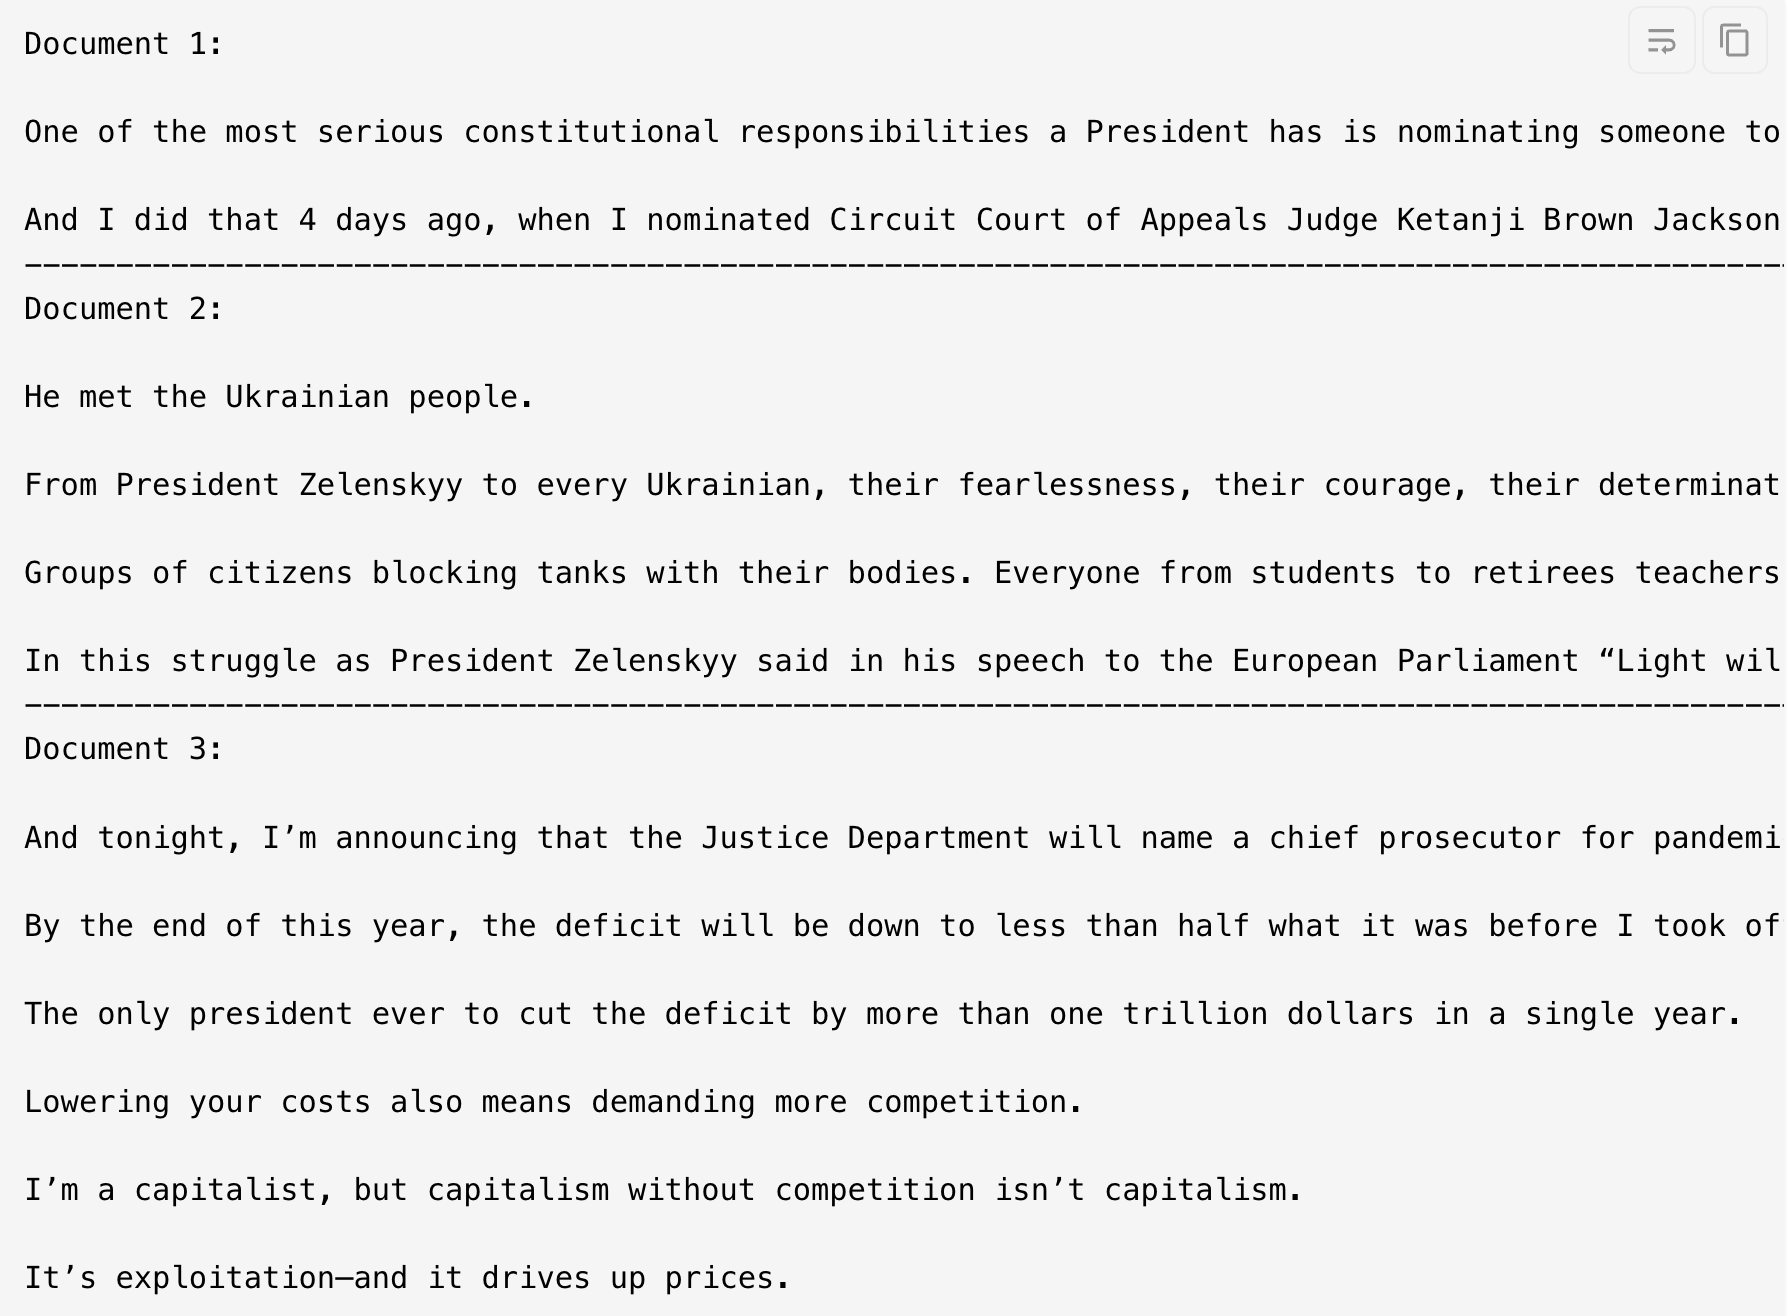 Document 1:
One of the most serious constitutional responsibilities a President has is nominating someone to
And I did that 4 days ago, when I nominated Circuit Court of Appeals Judge Ketanji Brown Jackson
----------------------------------------------------------------------------------------------------
Document 2:
He met the Ukrainian people.
From President Zelenskyy to every Ukrainian, their fearlessness, their courage, their determinat
Groups of citizens blocking tanks with their bodies. Everyone from students to retirees teachers
In this struggle as President Zelenskyy said in his speech to the European Parliament “Light wil
----------------------------------------------------------------------------------------------------
Document 3:
And tonight, I’m announcing that the Justice Department will name a chief prosecutor for pandemi
By the end of this year, the deficit will be down to less than half what it was before I took of
The only president ever to cut the deficit by more than one trillion dollars in a single year.
Lowering your costs also means demanding more competition.
I’m a capitalist, but capitalism without competition isn’t capitalism.
It’s exploitation—and it drives up prices.